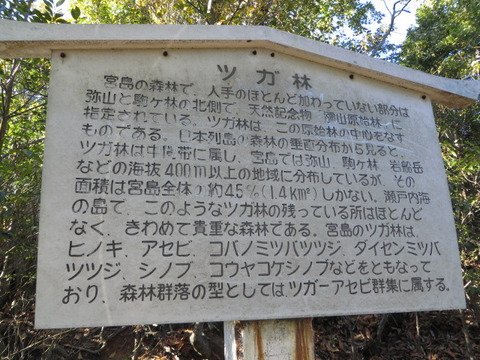 ツガ林
宮島の森林で、人手のほとんど加わっていない部分は
弥山と駒ヶ林の北側で、天然記念物「瀰山原始林」に
指定されている。ツガ林は、この原始林の中心をなす
ものである。日本列島の森林の垂直分布から見ると、
ツガ林は中間帯に属し、宮島では弥山、駒ヶ林、岩船岳
などの海抜400m以上の地域に分布しているが、その
面積は宮島全体の約4.5%(1.4km²)しかない。瀬戸内海
の島で、このようなツガ林の残っている所はほとんど
なく、きわめて貴重な森林である。宮島のツガ林は、
ヒノキ、アセビ、コバノミツバツツジ、ダイセンミツバ
ツツジ、シノブ、コウヤコケシノブなどをともなって
おり、森林群落の型としてはツガーアセビ群集に属する。